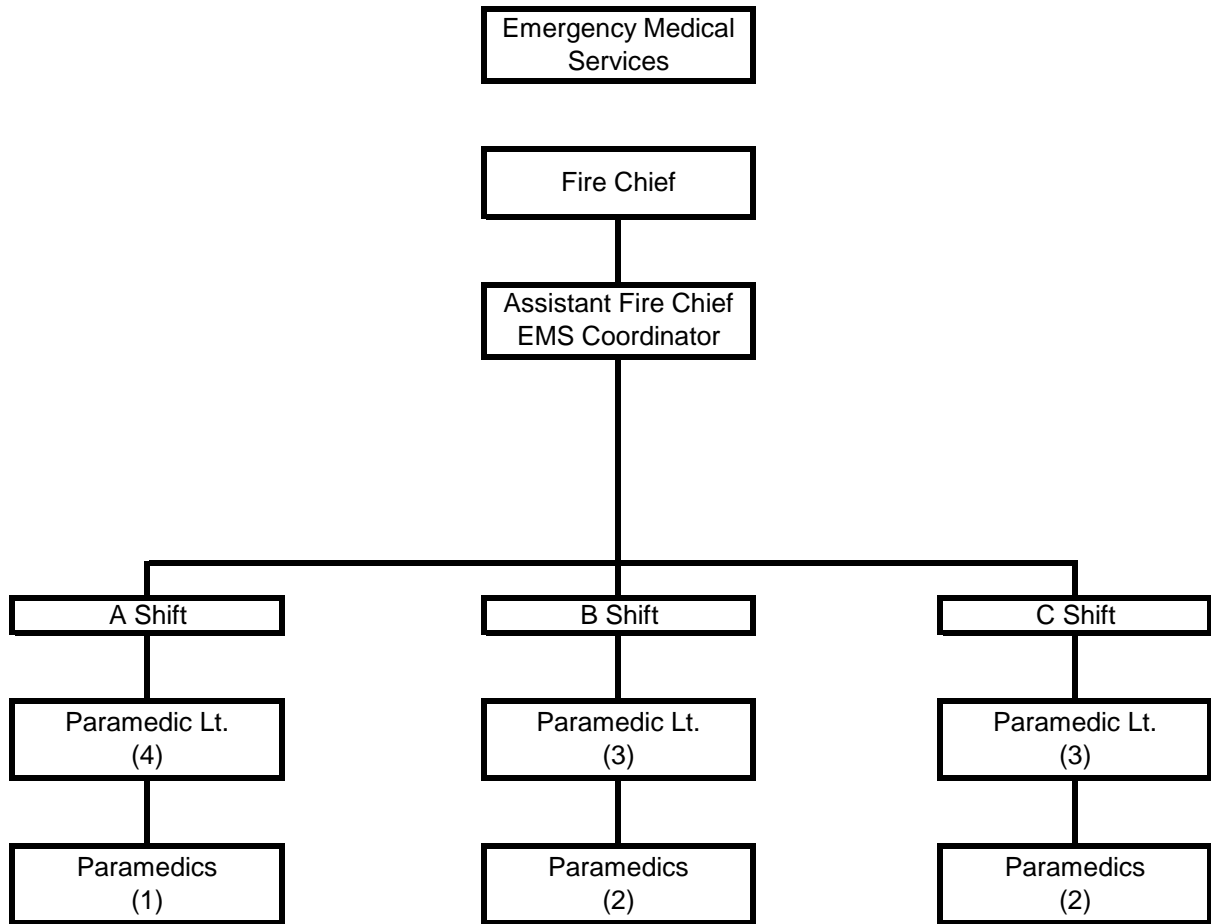 Emergency Medical
Services
Fire Chief
Assistant Fire Chief
EMS Coordinator
A Shift
B Shift
C Shift
Paramedic Lt.
(4)
Paramedic Lt.
(3)
Paramedic Lt.
(3)
Paramedics
(1)
Paramedics
(2)
Paramedics
(2)